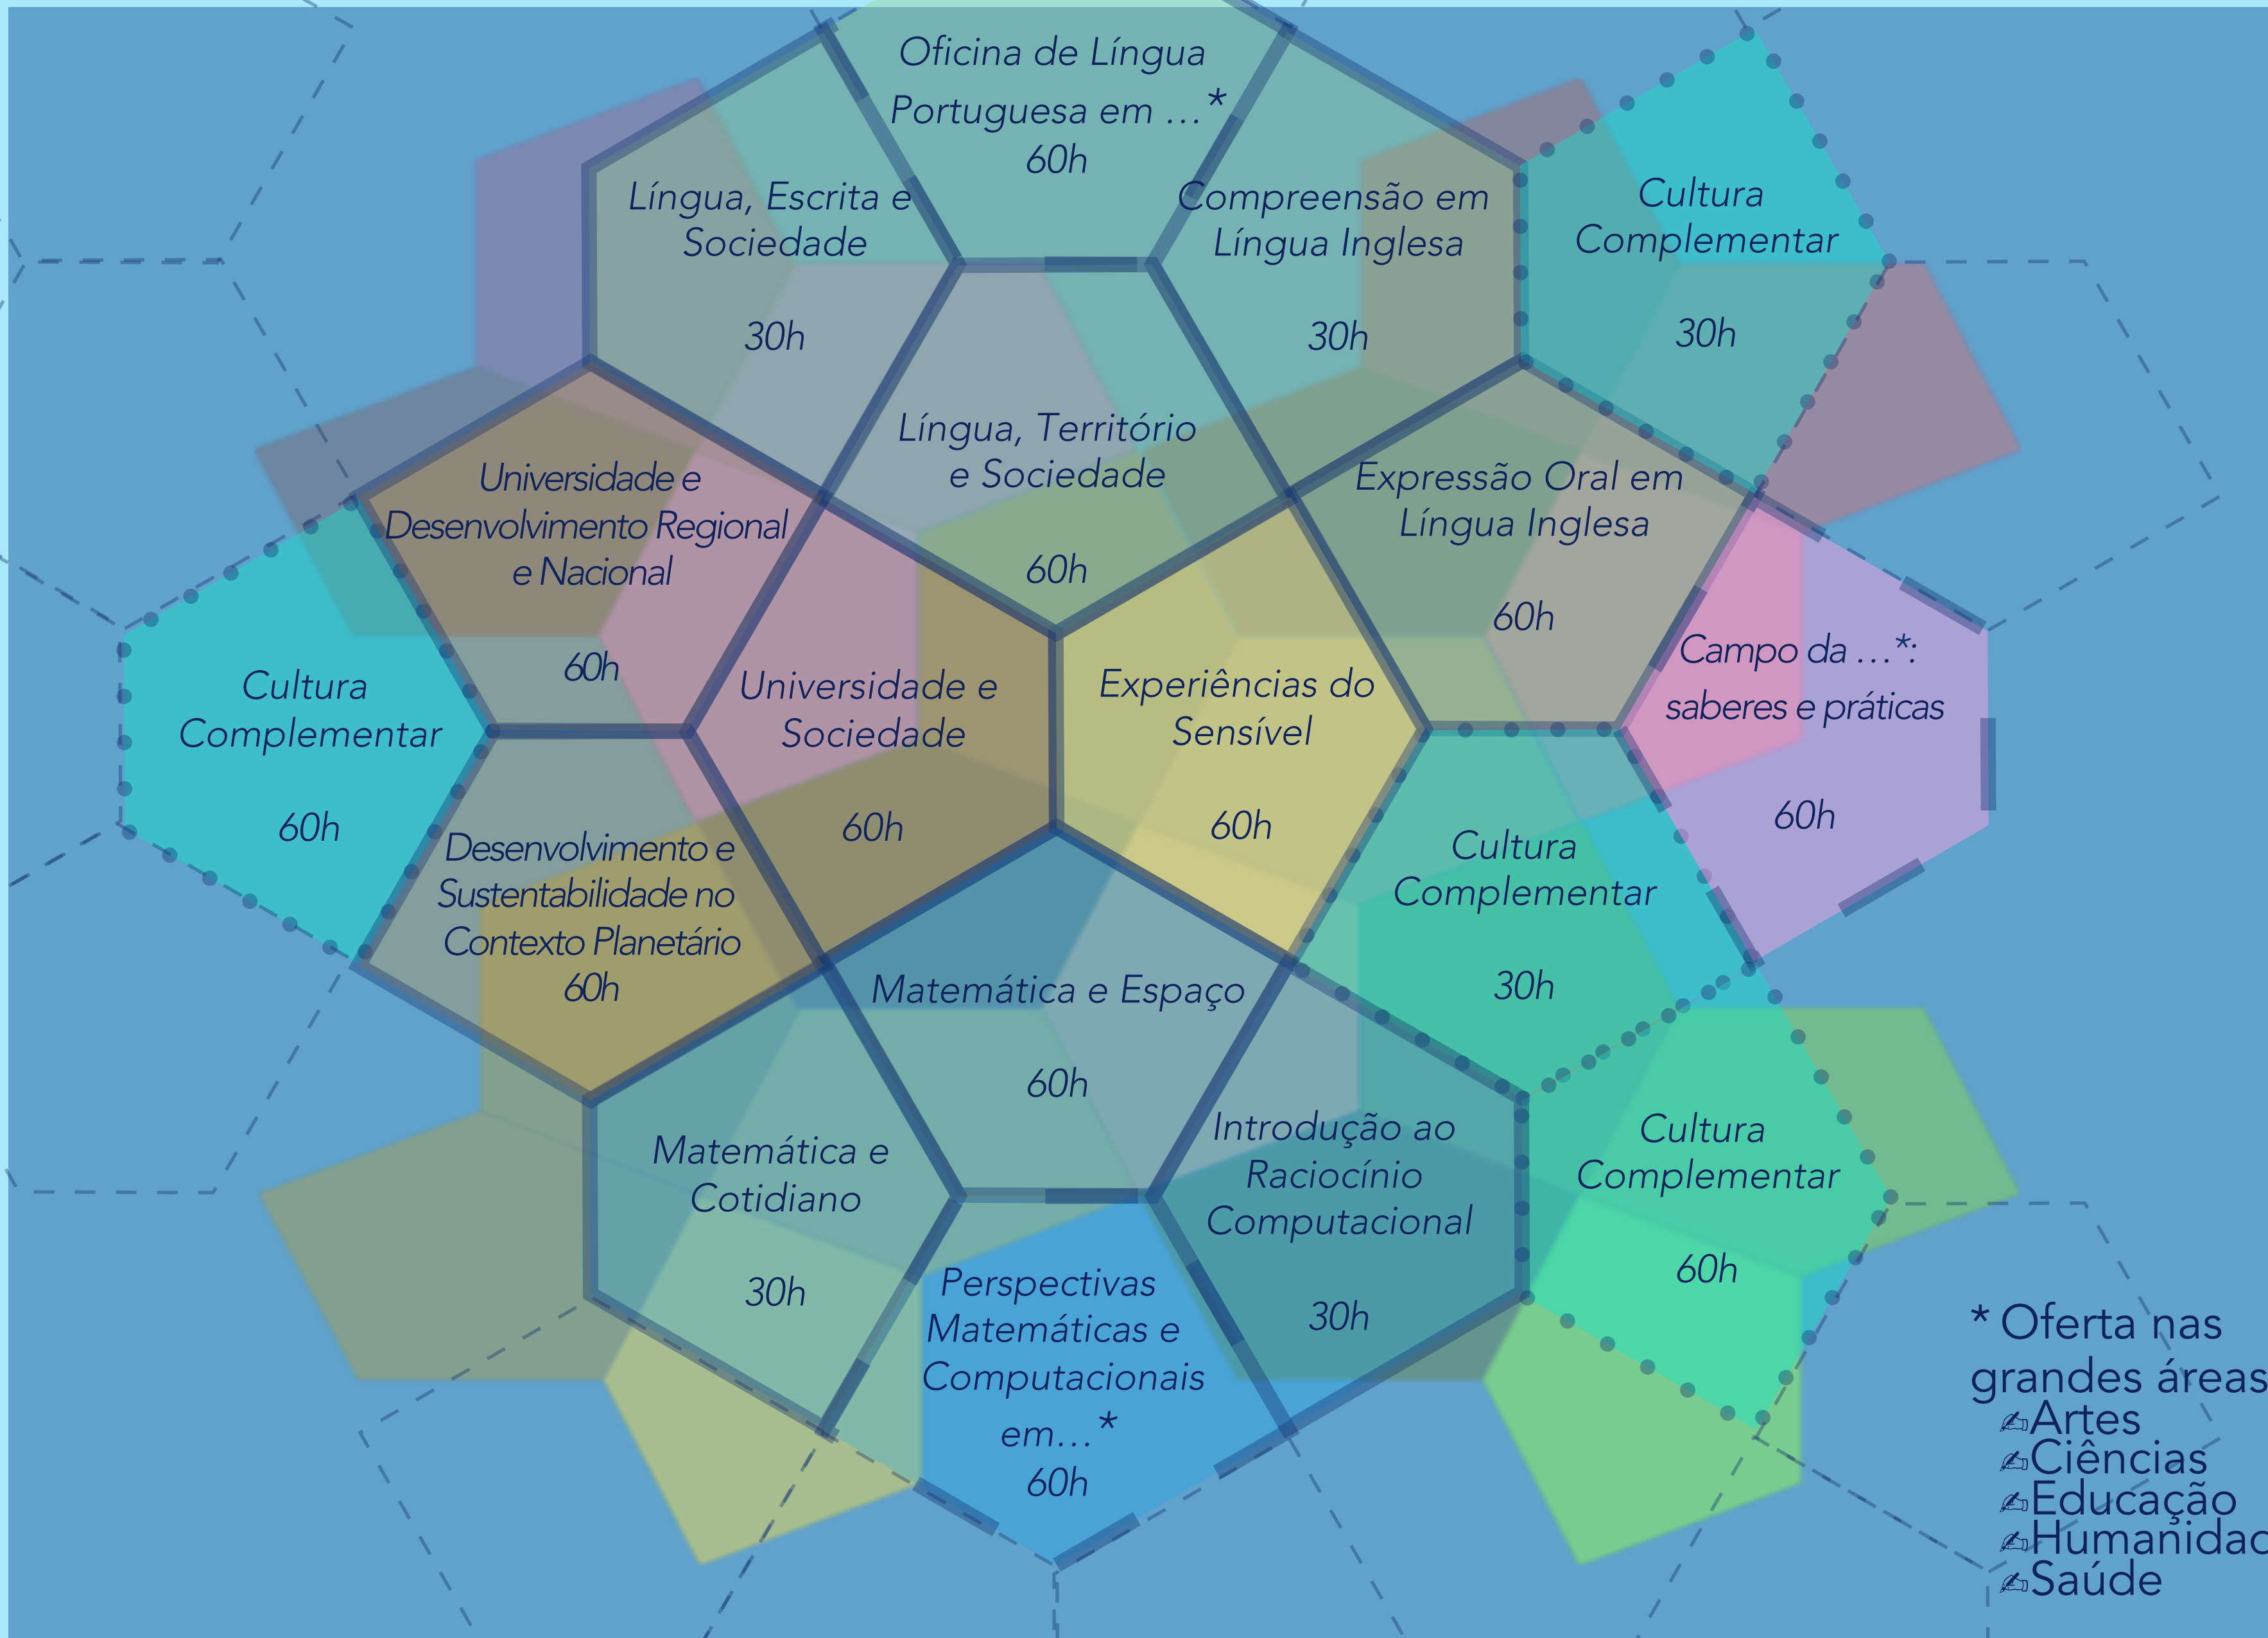 Oficina de Língua
Portuguesa em ...*
60h
Língua, Escrita e
Sociedade
30h
Compreensão em
Língua Inglesa
30h
Cultura
Complementar
30h
Língua, Território
e Sociedade
60h
Universidade e
Desenvolvimento Regional
e Nacional
60h
Expressão Oral em
Língua Inglesa
60h
Cultura
Complementar
60h
Universidade e
Sociedade
60h
Experiências do
Sensível
60h
Campo da ...*:
saberes e práticas
60h
Desenvolvimento e
Sustentabilidade no
Contexto Planetário
60h
Cultura
Complementar
30h
Matemática e Espaço
60h
Matemática e
Cotidiano
30h
Introdução ao
Raciocínio
Computacional
30h
Cultura
Complementar
60h
Perspectivas
Matemáticas e
Computacionais
em...*
60h
* Oferta nas
grandes áreas
✍Artes
✍Ciências
✍Educação
✍Humanidad
✍Saúde